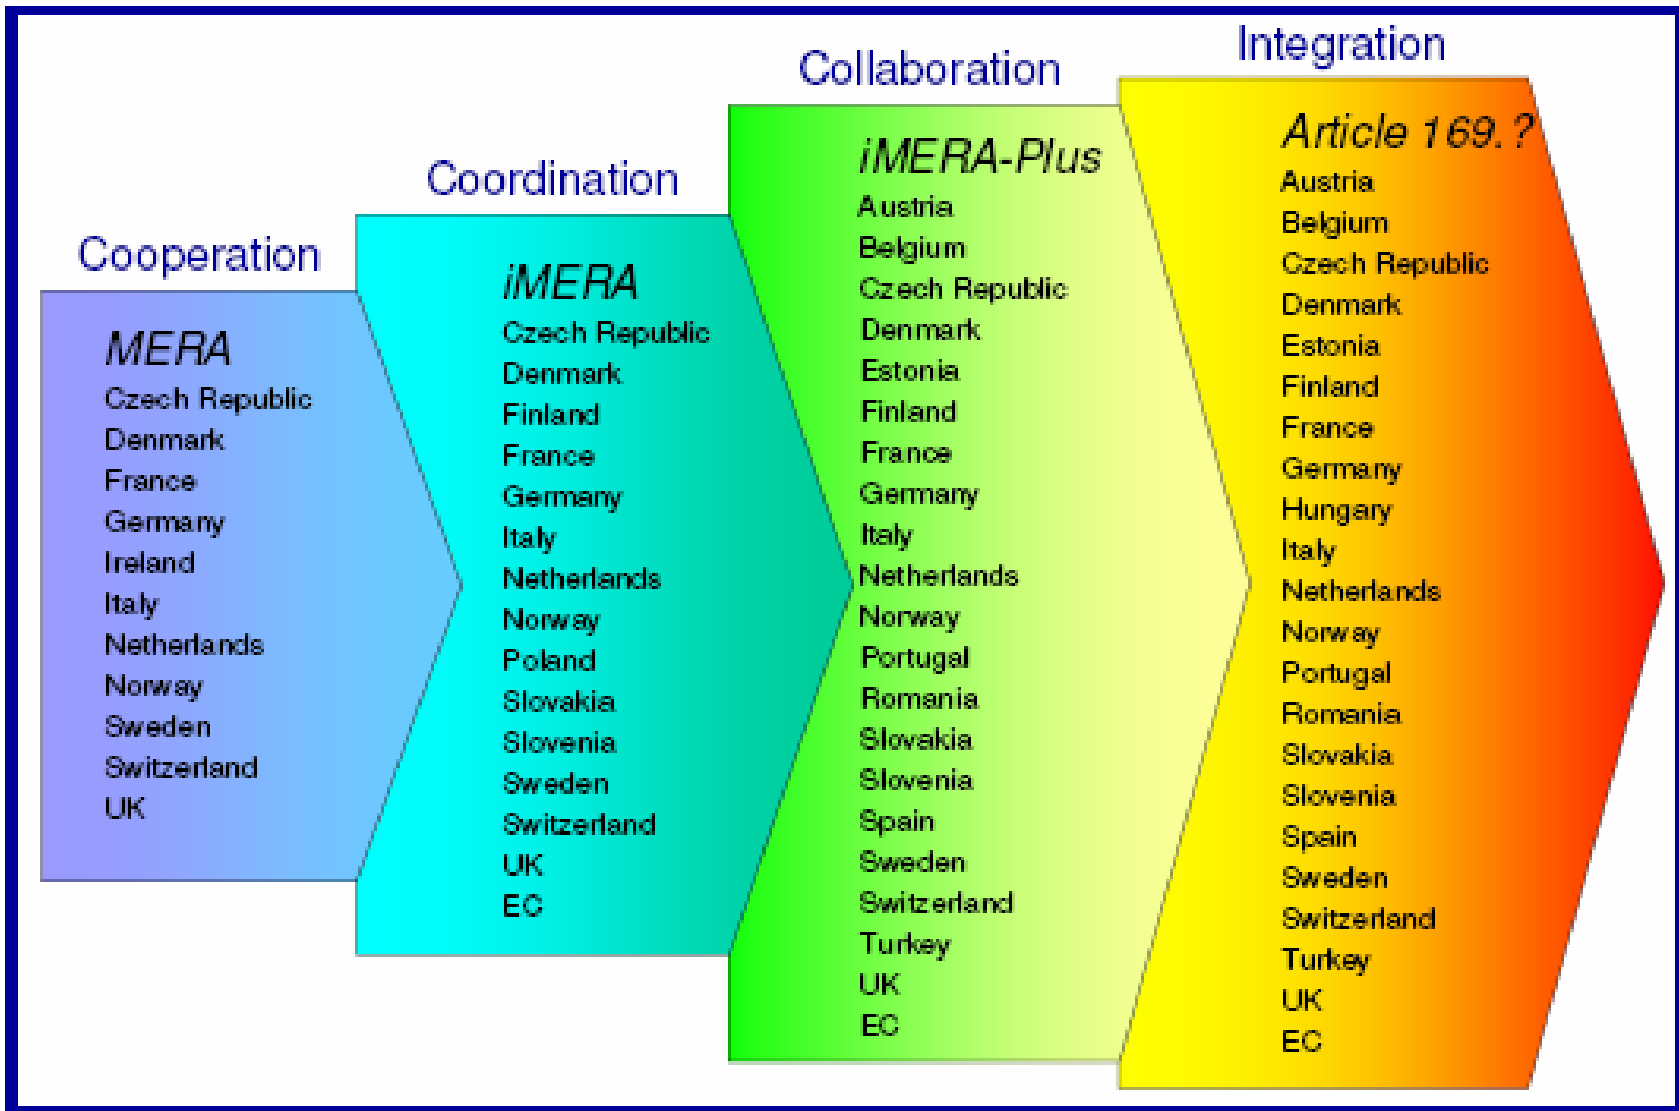 Cooperation
MERA
Czech Republic
Denmark
France
Germany
Ireland
Italy
Netherlands
Norway
Sweden
Switzerland
UK
Coordination
iMERA
Czech Republic
Denmark
Finland
France
Germany
Italy
Netherlands
Norway
Poland
Slovakia
Slovenia
Sweden
Switzerland
UK
EC
Collaboration
iMERA-Plus
Austria
Belgium
Czech Republic
Denmark
Estonia
Finland
France
Germany
Italy
Netherlands
Norway
Portugal
Romania
Slovakia
Slovenia
Spain
Sweden
Switzerland
Turkey
UK
EC
Integration
Article 169.?
Austria
Belgium
Czech Republic
Denmark
Estonia
Finland
France
Germany
Hungary
Italy
Netherlands
Norway
Portugal
Romania
Slovakia
Slovenia
Spain
Sweden
Switzerland
Turkey
UK
EC